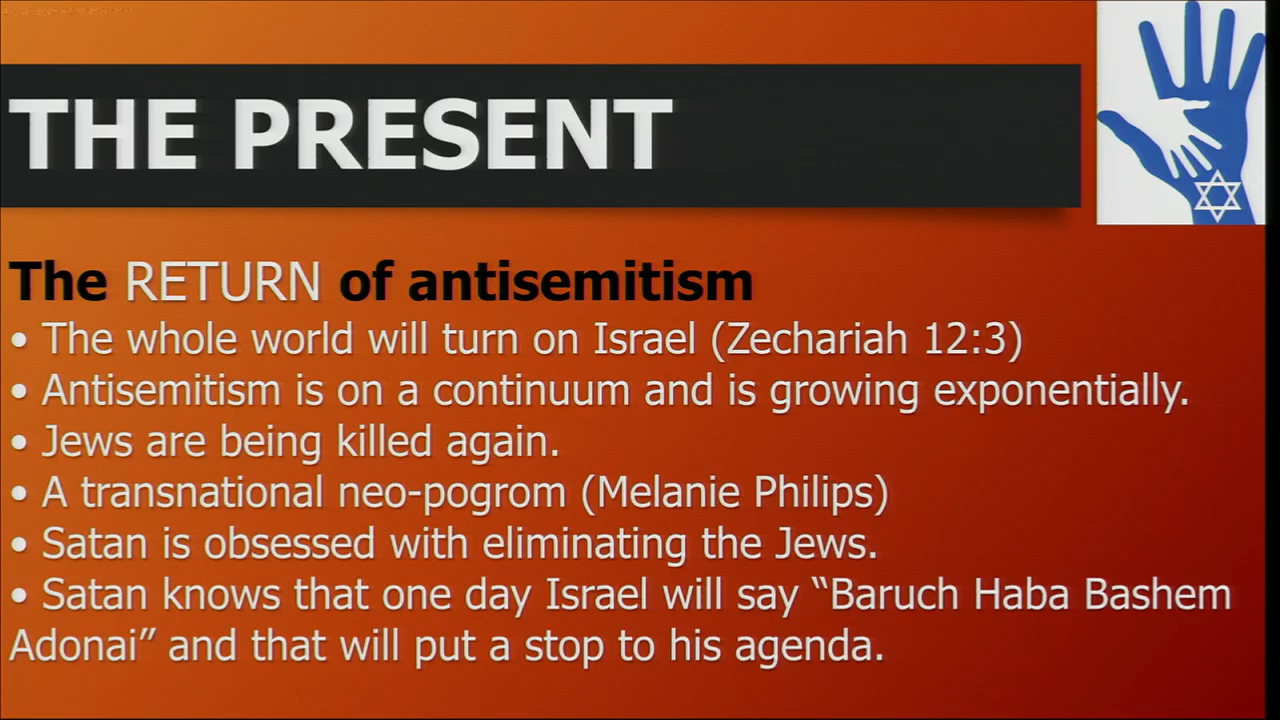 THE PRESENT
The RETURN of antisemitism
• The whole world will turn on Israel (Zechariah 12:3)
• Antisemitism is on a continuum and is growing exponentially.
• Jews are being killed again.
• A transnational neo-pogrom (Melanie Philips)
• Satan is obsessed with eliminating the Jews.
• Satan knows that one day Israel will say “Baruch Haba Bashem
Adonai” and that will put a stop to his agenda.